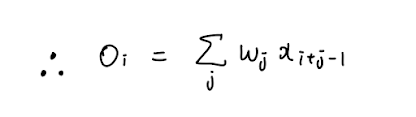 ∴ O_i = ∑_j w_j x_{i+j-1}